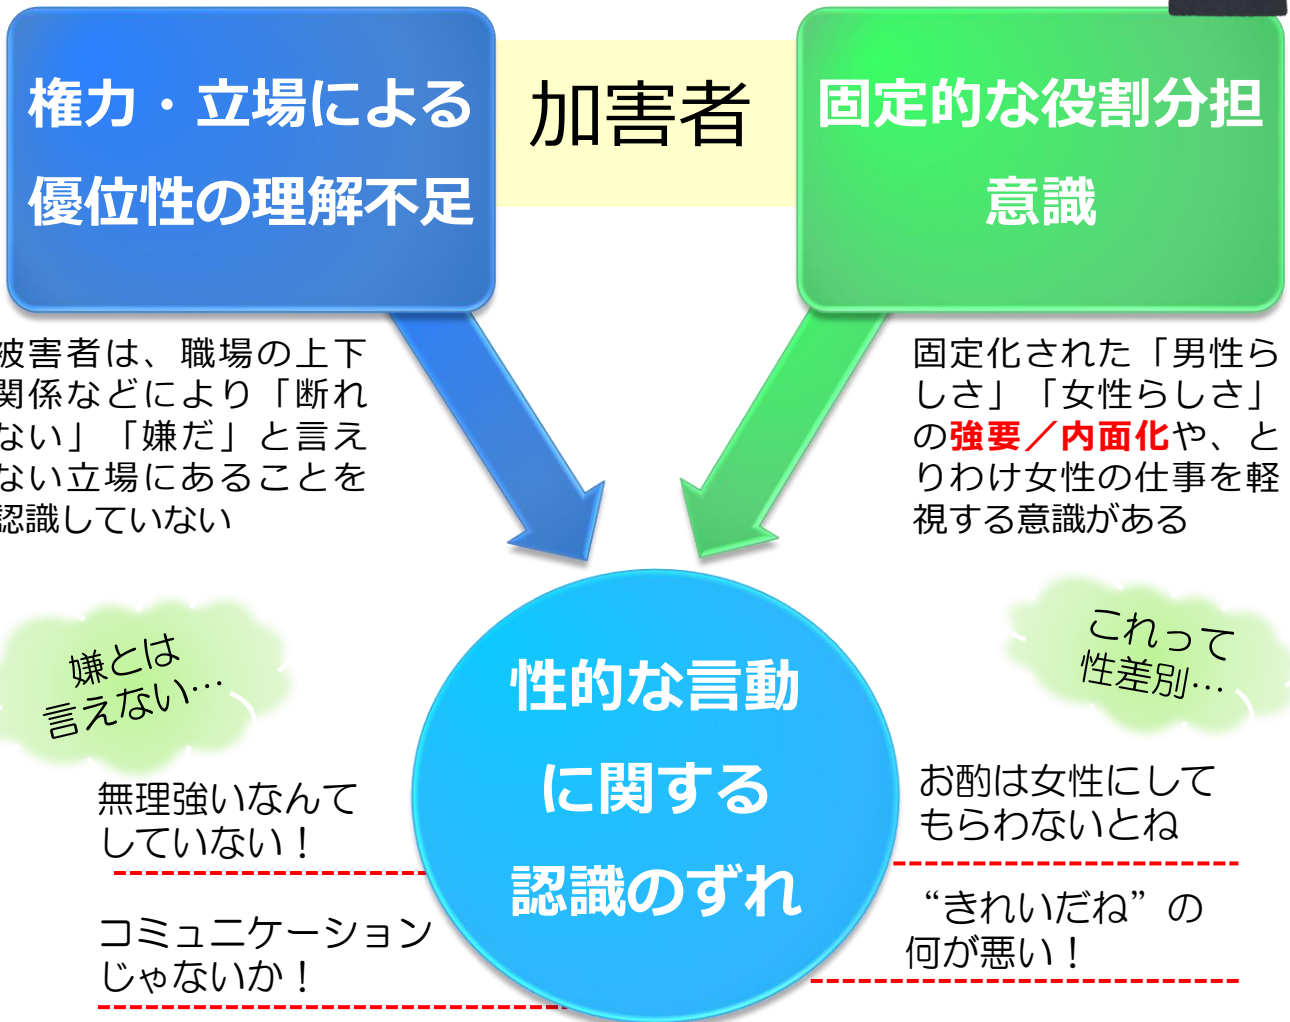 権力・立場による
優位性の理解不足
加害者
固定的な役割分担
意識
被害者は、職場の上下
関係などにより「断れ
ない」「嫌だ」と言え
ない立場にあることを
認識していない
固定化された「男性ら
しさ」「女性らしさ」
の強要／内面化や、と
りわけ女性の仕事を軽
視する意識がある
嫌とは
言えない…
これって
性差別…
性的な言動
に関する
認識のずれ
無理強いなんて
していない！
コミュニケーション
じゃないか！
お酌は女性にして
もらわないとね
“きれいだね”の
何が悪い！